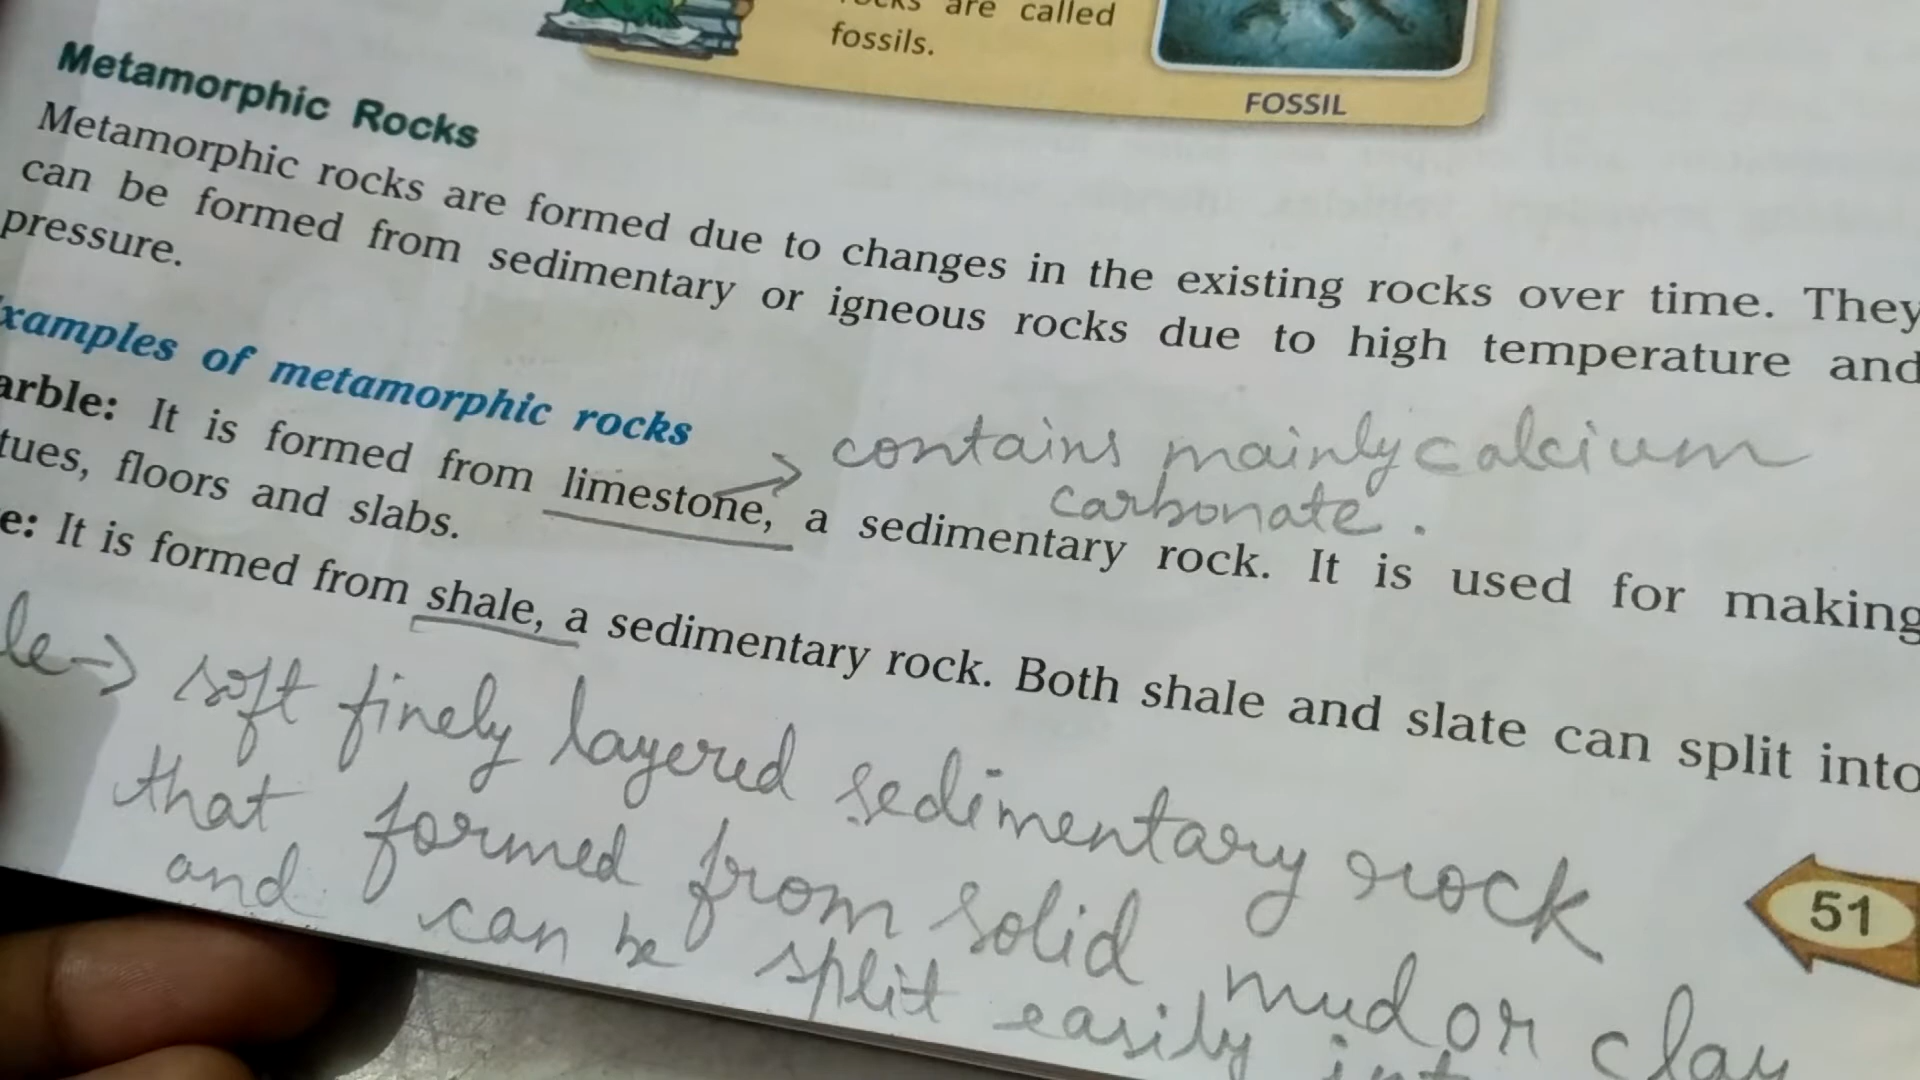 are called
fossils.
FOSSIL
Metamorphic Rocks
Metamorphic rocks are formed due to changes in the existing rocks over time. They
can be formed from sedimentary or igneous rocks due to high temperature and
pressure.
xamples of metamorphic rocks
contains mainly calcium
carbonate.
arble: It is formed from limestone, a sedimentary rock. It is used for making
tues, floors and slabs.
e: It is formed from shale, a sedimentary rock. Both shale and slate can split into
le → soft finely layered sedimentary rock
that formed from solid mud or clay
and can be split easily
51